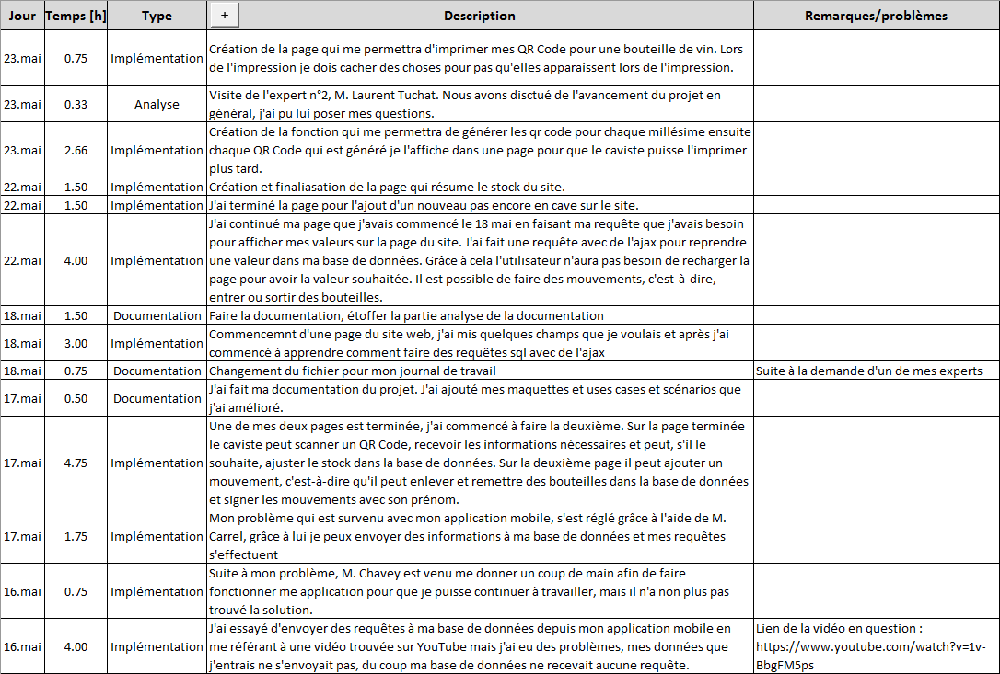 Jour Temps [h] Type + Description Remarques/problèmes
23.mai 0.75 Implémentation Création de la page qui me permettra d'imprimer mes QR Code pour une bouteille de vin. Lors
de l'impression je dois cacher des choses pour pas qu'elles apparaissent lors de l'impression.
23.mai 0.33 Analyse Visite de l'expert n°2, M. Laurent Tuchat. Nous avons disctué de l'avancement du projet en
général, j'ai pu lui poser mes questions.
23.mai 2.66 Implémentation Création de la fonction qui me permettra de générer les qr code pour chaque millésime ensuite
chaque QR Code qui est généré je l'affiche dans une page pour que le caviste puisse l'imprimer
plus tard.
22.mai 1.50 Implémentation Création et finaliasation de la page qui résume le stock du site.
22.mai 1.50 Implémentation J'ai terminé la page pour l'ajout d'un nouveau pas encore en cave sur le site.
22.mai 4.00 Implémentation J'ai continué ma page que j'avais commencé le 18 mai en faisant ma requête que j'avais besoin
pour afficher mes valeurs sur la page du site. J'ai fait une requête avec de l'ajax pour reprendre
une valeur dans ma base de données. Grâce à cela l'utilisateur n'aura pas besoin de recharger la
page pour avoir la valeur souhaitée. Il est possible de faire des mouvements, c'est-à-dire,
entrer ou sortir des bouteilles.
18.mai 1.50 Documentation Faire la documentation, étoffer la partie analyse de la documentation
18.mai 3.00 Implémentation Commencemnt d'une page du site web, j'ai mis quelques champs que je voulais et après j'ai
commencé à apprendre comment faire des requêtes sql avec de l'ajax
18.mai 0.75 Documentation Changement du fichier pour mon journal de travail Suite à la demande d'un de mes experts
17.mai 0.50 Documentation J'ai fait ma documentation du projet. J'ai ajouté mes maquettes et uses cases et scénarios que
j'ai amélioré.
17.mai 4.75 Implémentation Une de mes deux pages est terminée, j'ai commencé à faire la deuxième. Sur la page terminée
le caviste peut scanner un QR Code, recevoir les informations nécessaires et peut, s'il le
souhaite, ajuster le stock dans la base de données. Sur la deuxième page il peut ajouter un
mouvement, c'est-à-dire qu'il peut enlever et remettre des bouteilles dans la base de données
et signer les mouvements avec son prénom.
17.mai 1.75 Implémentation Mon problème qui est survenu avec mon application mobile, s'est réglé grâce à l'aide de M.
Carrel, grâce à lui je peux envoyer des informations à ma base de données et mes requêtes
s'effectuent
16.mai 0.75 Implémentation Suite à mon problème, M. Chavey est venu me donner un coup de main afin de faire
fonctionner me application pour que je puisse continuer à travailler, mais il n'a non plus pas
trouvé la solution.
16.mai 4.00 Implémentation J'ai essayé d'envoyer des requêtes à ma base de données depuis mon application mobile en
me référant à une vidéo trouvée sur YouTube mais j'ai eu des problèmes, mes données que
j'entrais ne s'envoyait pas, du coup ma base de données ne recevait aucune requête.
Lien de la vidéo en question :
https://www.youtube.com/watch?v=1v-
BbgFM5ps